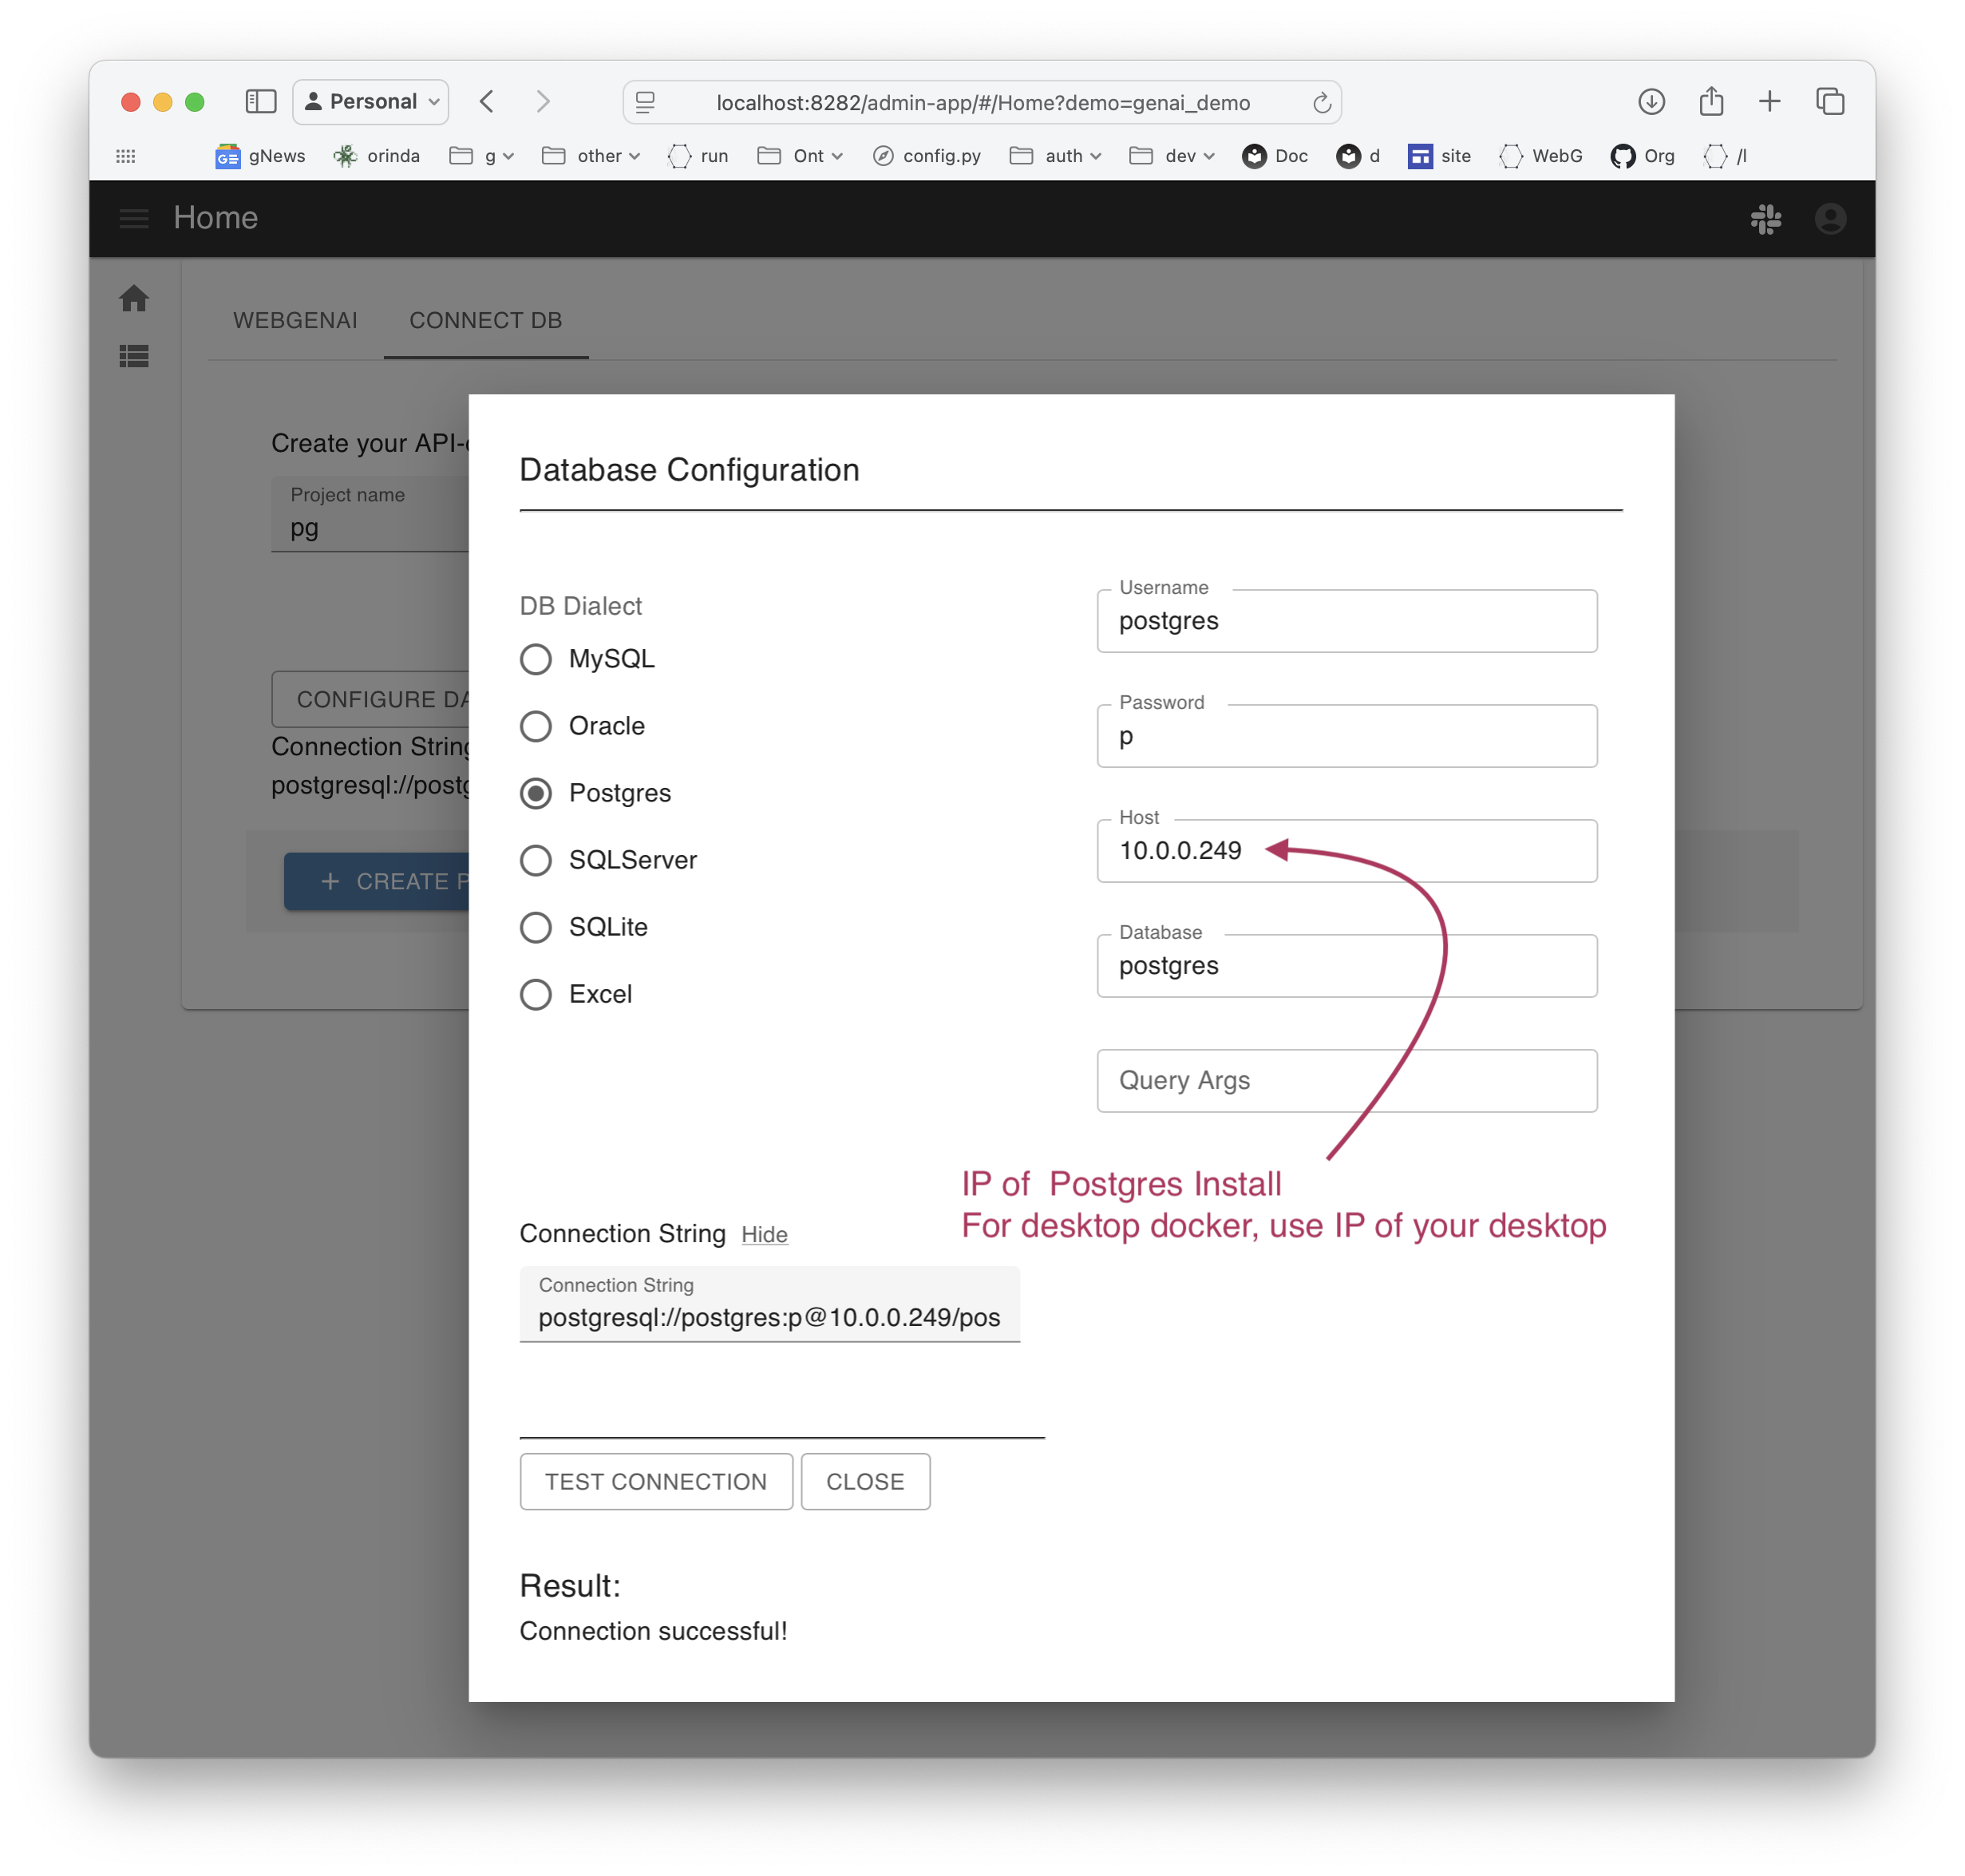 Personal
localhost:8282/admin-app/#/Home?demo=genai_demo
gNews orinda g other run Ont config.py auth dev Doc d site WebG Org /l
Home
WEBGENAI CONNECT DB
Create your API-
Project name
pg
CONFIGURE DA
Connection String
postgresql://postg
+ CREATE P
Database Configuration
DB Dialect
MySQL
Oracle
Postgres
SQLServer
SQLite
Excel
Username
postgres
Password
p
Host
10.0.0.249
Database
postgres
Query Args
IP of Postgres Install
For desktop docker, use IP of your desktop
Connection String Hide
Connection String
postgresql://postgres:p@10.0.0.249/pos
TEST CONNECTION CLOSE
Result:
Connection successful!